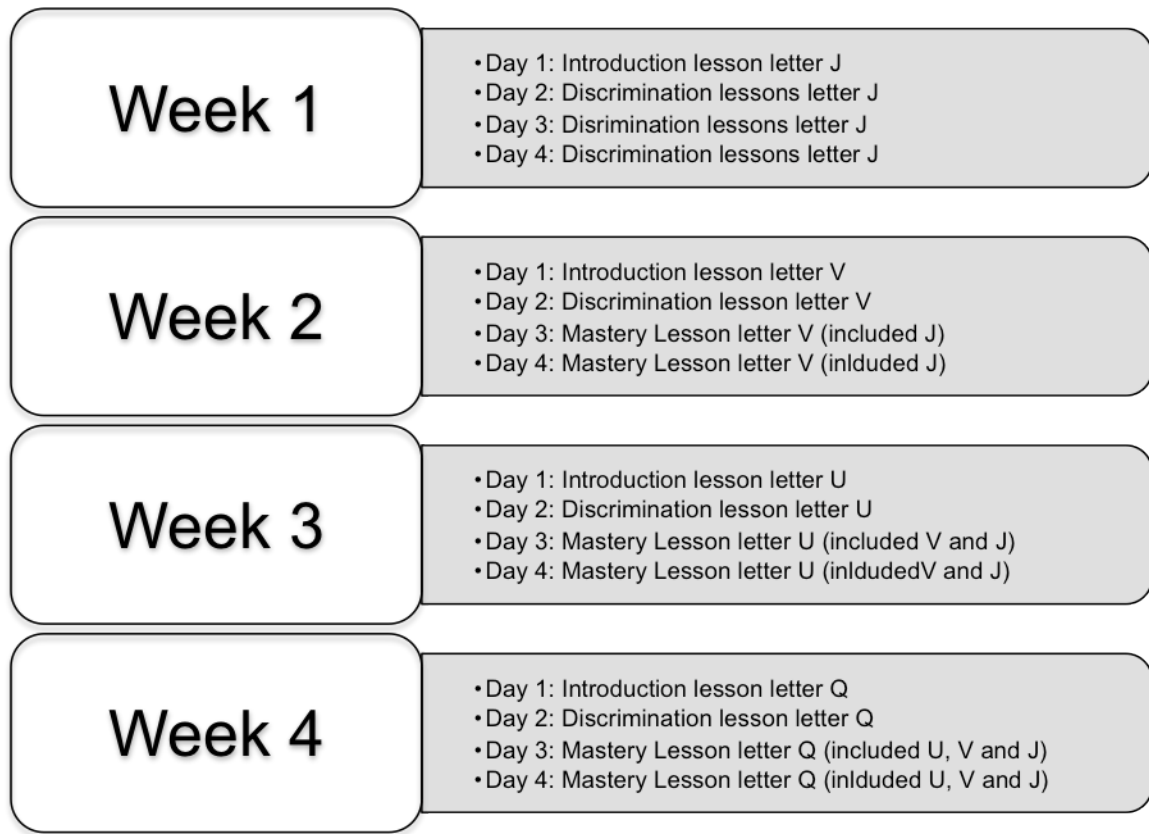 Week 1
• Day 1: Introduction lesson letter J
• Day 2: Discrimination lessons letter J
• Day 3: Disrimination lessons letter J
• Day 4: Discrimination lessons letter J
Week 2
• Day 1: Introduction lesson letter V
• Day 2: Discrimination lesson letter V
• Day 3: Mastery Lesson letter V (included J)
• Day 4: Mastery Lesson letter V (inlduded J)
Week 3
• Day 1: Introduction lesson letter U
• Day 2: Discrimination lesson letter U
• Day 3: Mastery Lesson letter U (included V and J)
• Day 4: Mastery Lesson letter U (inldudedV and J)
Week 4
• Day 1: Introduction lesson letter Q
• Day 2: Discrimination lesson letter Q
• Day 3: Mastery Lesson letter Q (included U, V and J)
• Day 4: Mastery Lesson letter Q (inlduded U, V and J)